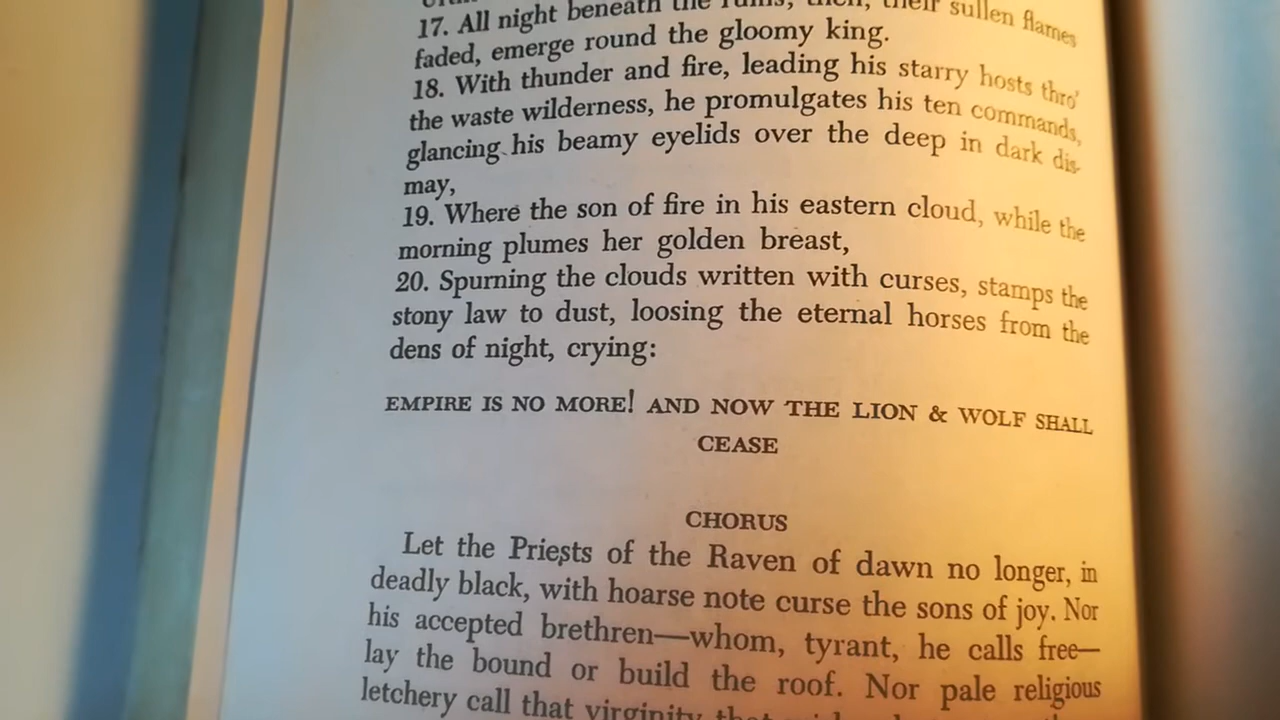 17. All night beneath the ruins, then, their sullen flames
faded, emerge round the gloomy king.
18. With thunder and fire, leading his starry hosts thro'
the waste wilderness, he promulgates his ten commands,
glancing his beamy eyelids over the deep in dark dis-
may,
19. Where the son of fire in his eastern cloud, while the
morning plumes her golden breast,
20. Spurning the clouds written with curses, stamps the
stony law to dust, loosing the eternal horses from the
dens of night, crying:
EMPIRE IS NO MORE! AND NOW THE LION & WOLF SHALL
CEASE
CHORUS
Let the Priests of the Raven of dawn no longer, in
deadly black, with hoarse note curse the sons of joy. Nor
his accepted brethren—whom, tyrant, he calls free—
lay the bound or build the roof. Nor pale religious
letchery call that virginity that